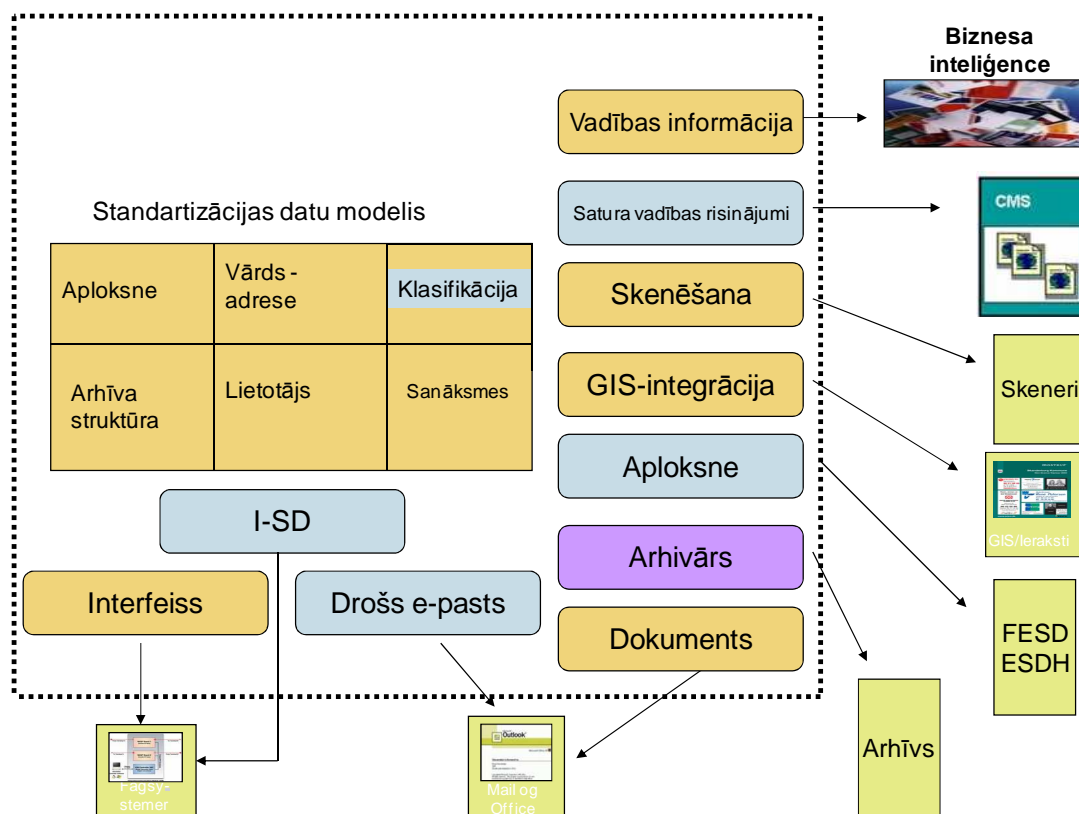 Biznesa
inteliģence
Vadības informācija
CMS
Standartizācijas datu modelis
Satura vadības risinājumi
Aploksne
Vārds -
adrese
Klasifikācija
Skenēšana
Arhīva
struktūra
Lietotājs
Sanāksmes
GIS-integrācija
Skeneri
Aploksne
I-SD
GIS/Ieraksti
Arhivārs
Interfeiss
Drošs e-pasts
Dokuments
FESD
ESDH
Arhīvs
Outlook
Fagsy-
stemer
Mail og
Office